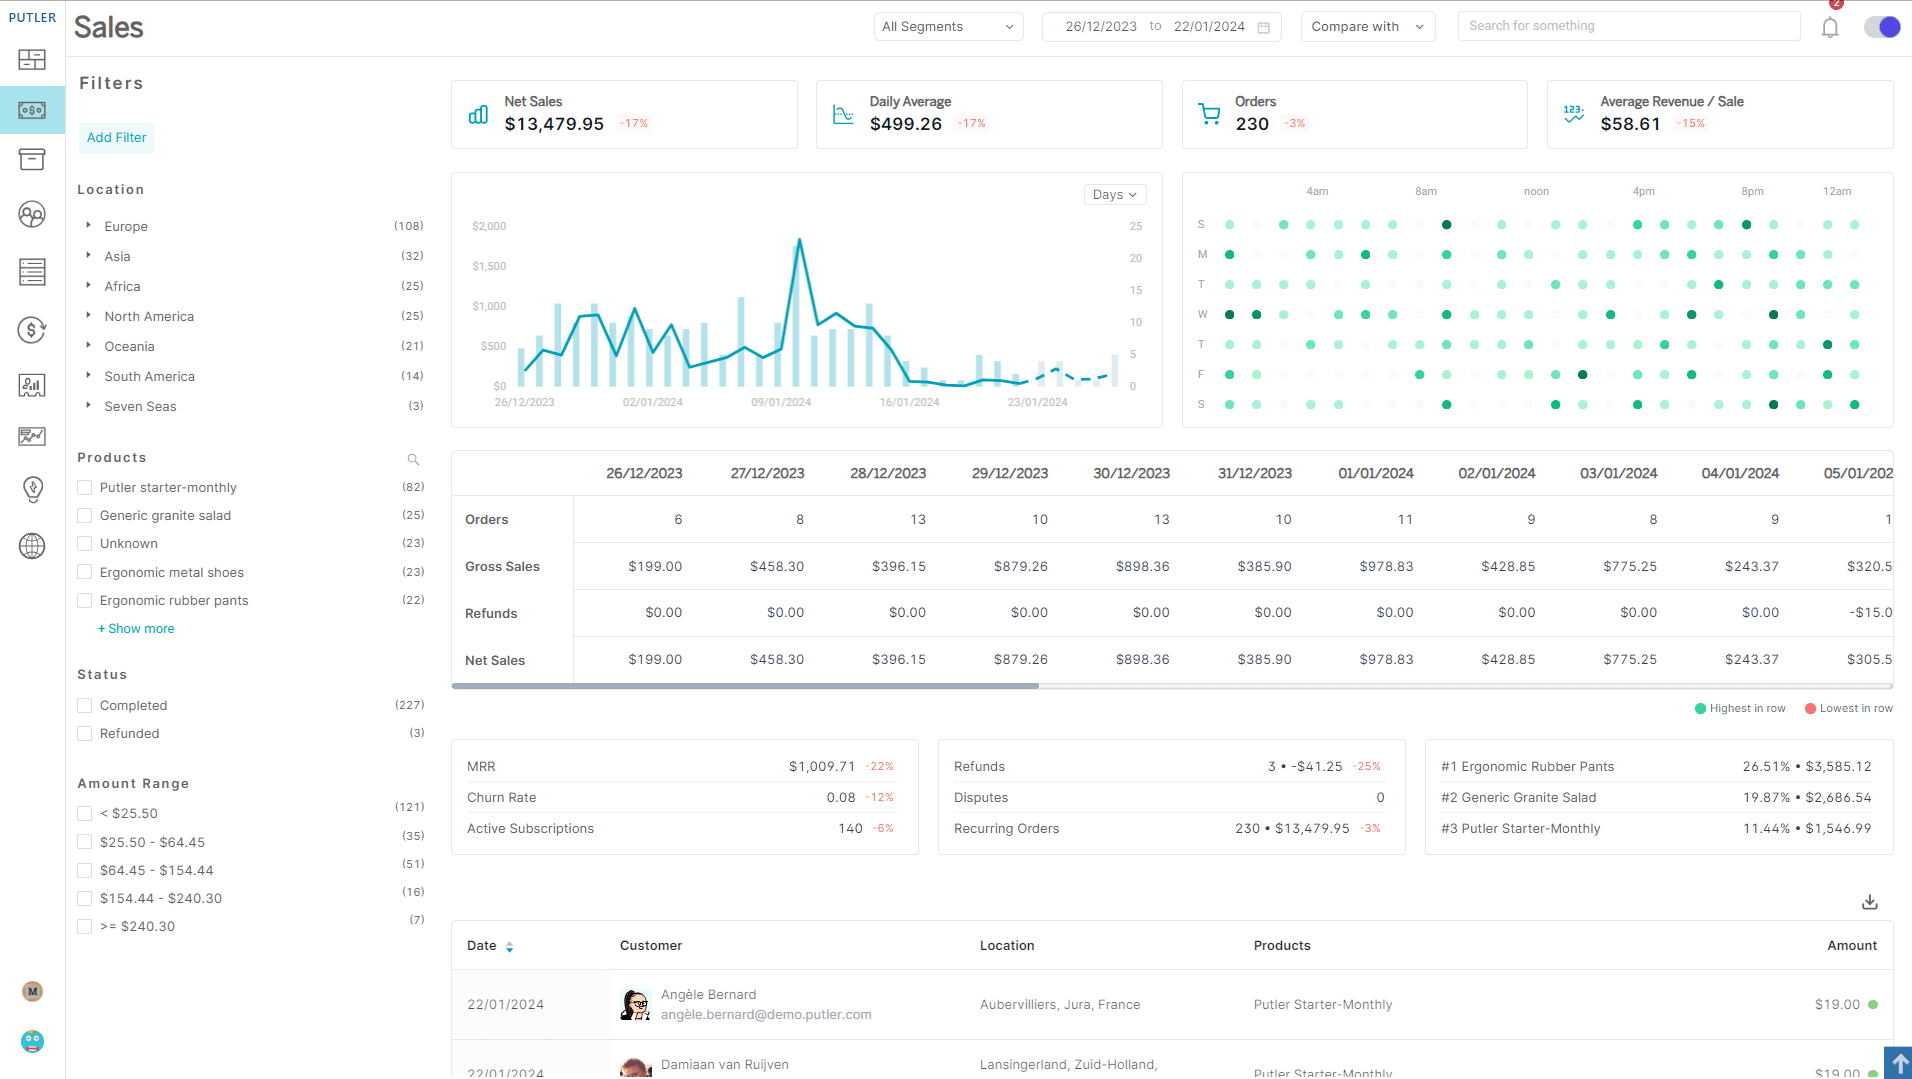 PUTLER
Sales
All Segments
26/12/2023 to 22/01/2024
Compare with
Search for something
2
Filters
Add Filter
Location
Europe (108)
Asia (32)
Africa (25)
North America (25)
Oceania (21)
South America (14)
Seven Seas (3)
Products
Putler starter-monthly (82)
Generic granite salad (25)
Unknown (23)
Ergonomic metal shoes (23)
Ergonomic rubber pants (22)
+ Show more
Status
Completed (227)
Refunded (3)
Amount Range
< $25.50 (121)
$25.50 - $64.45 (35)
$64.45 - $154.44 (51)
$154.44 - $240.30 (16)
>= $240.30 (7)
M
Net Sales
$13,479.95 -17%
Daily Average
$499.26 -17%
Orders
230 -3%
123
Average Revenue / Sale
$58.61 -15%
Days
$2,000 25
20
$1,500
15
$1,000
10
$500 5
$0 0
26/12/2023 02/01/2024 09/01/2024 16/01/2024 23/01/2024
4am 8am noon 4pm 8pm 12am
S
M
T
W
T
F
S
26/12/2023 27/12/2023 28/12/2023 29/12/2023 30/12/2023 31/12/2023 01/01/2024 02/01/2024 03/01/2024 04/01/2024 05/01/202
Orders 6 8 13 10 13 10 11 9 8 9 1
Gross Sales $199.00 $458.30 $396.15 $879.26 $898.36 $385.90 $978.83 $428.85 $775.25 $243.37 $320.5
Refunds $0.00 $0.00 $0.00 $0.00 $0.00 $0.00 $0.00 $0.00 $0.00 $0.00 -$15.0
Net Sales $199.00 $458.30 $396.15 $879.26 $898.36 $385.90 $978.83 $428.85 $775.25 $243.37 $305.5
Highest in row Lowest in row
MRR $1,009.71 -22%
Churn Rate 0.08 -12%
Active Subscriptions 140 -6%
Refunds 3 • -$41.25 -25%
Disputes 0
Recurring Orders 230 • $13,479.95 -3%
#1 Ergonomic Rubber Pants 26.51% • $3,585.12
#2 Generic Granite Salad 19.87% • $2,686.54
#3 Putler Starter-Monthly 11.44% • $1,546.99
Date Customer Location Products Amount
22/01/2024 Angèle Bernard Aubervilliers, Jura, France Putler Starter-Monthly $19.00
angèle.bernard@demo.putler.com
Damiaan van Ruijven Lansingerland, Zuid-Holland,
22/01/2024 Putler Starter-Monthly $19.00